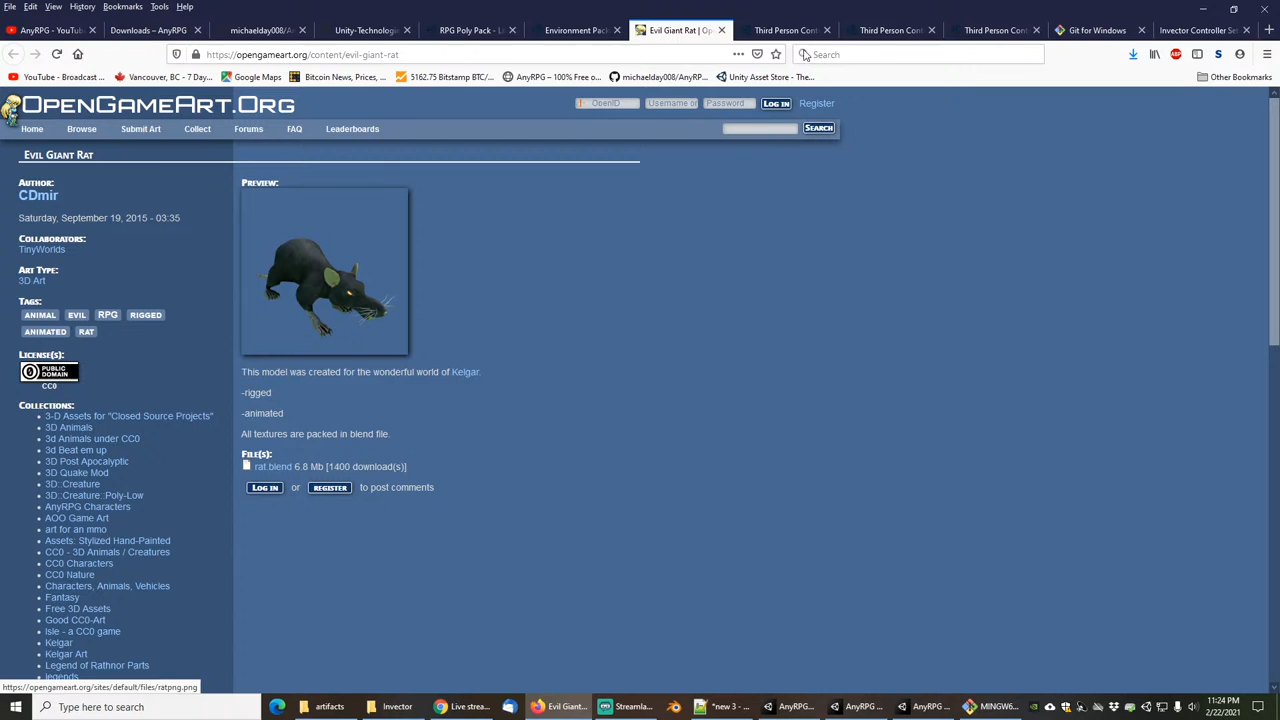 File Edit View History Bookmarks Tools Help
AnyRPG - YouTub
Downloads – AnyRPG
michaelday008/A
Unity-Technologi
RPG Poly Pack - L
Environment Pack
Evil Giant Rat | Op
Third Person Cont
Third Person Cont
Third Person Cont
Git for Windows
Invector Controller Set
https://opengameart.org/content/evil-giant-rat
Search
YouTube - Broadcast ...
Vancouver, BC - 7 Day...
Google Maps
Bitcoin News, Prices, ...
5162.75 Bitstamp BTC/...
AnyRPG – 100% Free o...
michaelday008/AnyRP...
Unity Asset Store - The...
Other Bookmarks
OpenGameArt.Org
OpenID
Username or
Password
Log in
Register
Home Browse Submit Art Collect Forums FAQ Leaderboards
Search
Evil Giant Rat
Author:
CDmir
Saturday, September 19, 2015 - 03:35
Collaborators:
TinyWorlds
Art Type:
3D Art
Tags:
ANIMAL EVIL RPG RIGGED
ANIMATED RAT
License(s):
PUBLIC DOMAIN
CC0
Collections:
3-D Assets for "Closed Source Projects"
3D Animals
3d Animals under CC0
3d Beat em up
3D Post Apocalyptic
3D Quake Mod
3D::Creature
3D::Creature::Poly-Low
AnyRPG Characters
AOO Game Art
art for an mmo
Assets: Stylized Hand-Painted
CC0 - 3D Animals / Creatures
CC0 Characters
CC0 Nature
Characters, Animals, Vehicles
Fantasy
Free 3D Assets
Good CC0-Art
Isle - a CC0 game
Kelgar
Kelgar Art
Legend of Rathnor Parts
legends
Preview:
This model was created for the wonderful world of Kelgar.
-rigged
-animated
All textures are packed in blend file.
File(s):
rat.blend 6.8 Mb [1400 download(s)]
Log in or register to post comments
https://opengameart.org/sites/default/files/ratpng.png
Type here to search
artifacts
Invector
Live strea...
Evil Giant...
Streamla...
*new 3 - ...
AnyRPG ...
AnyRPG ...
AnyRPG ...
MINGW6...
11:24 PM
2/22/2021